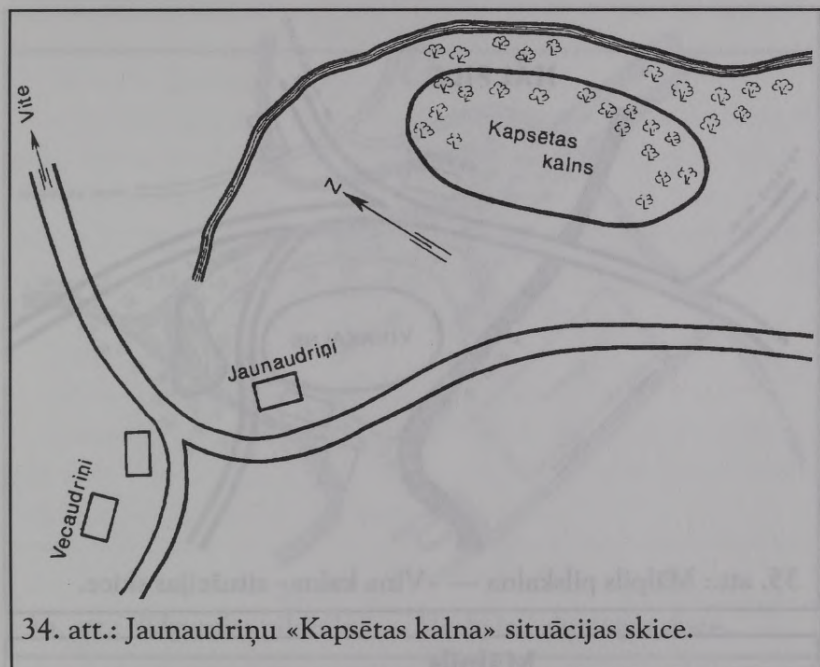 Vite
Kapsētas
kalns
Z
Jaunaudriņi
Vecaudriņi
34. att.: Jaunaudriņu «Kapsētas kalna» situācijas skice.